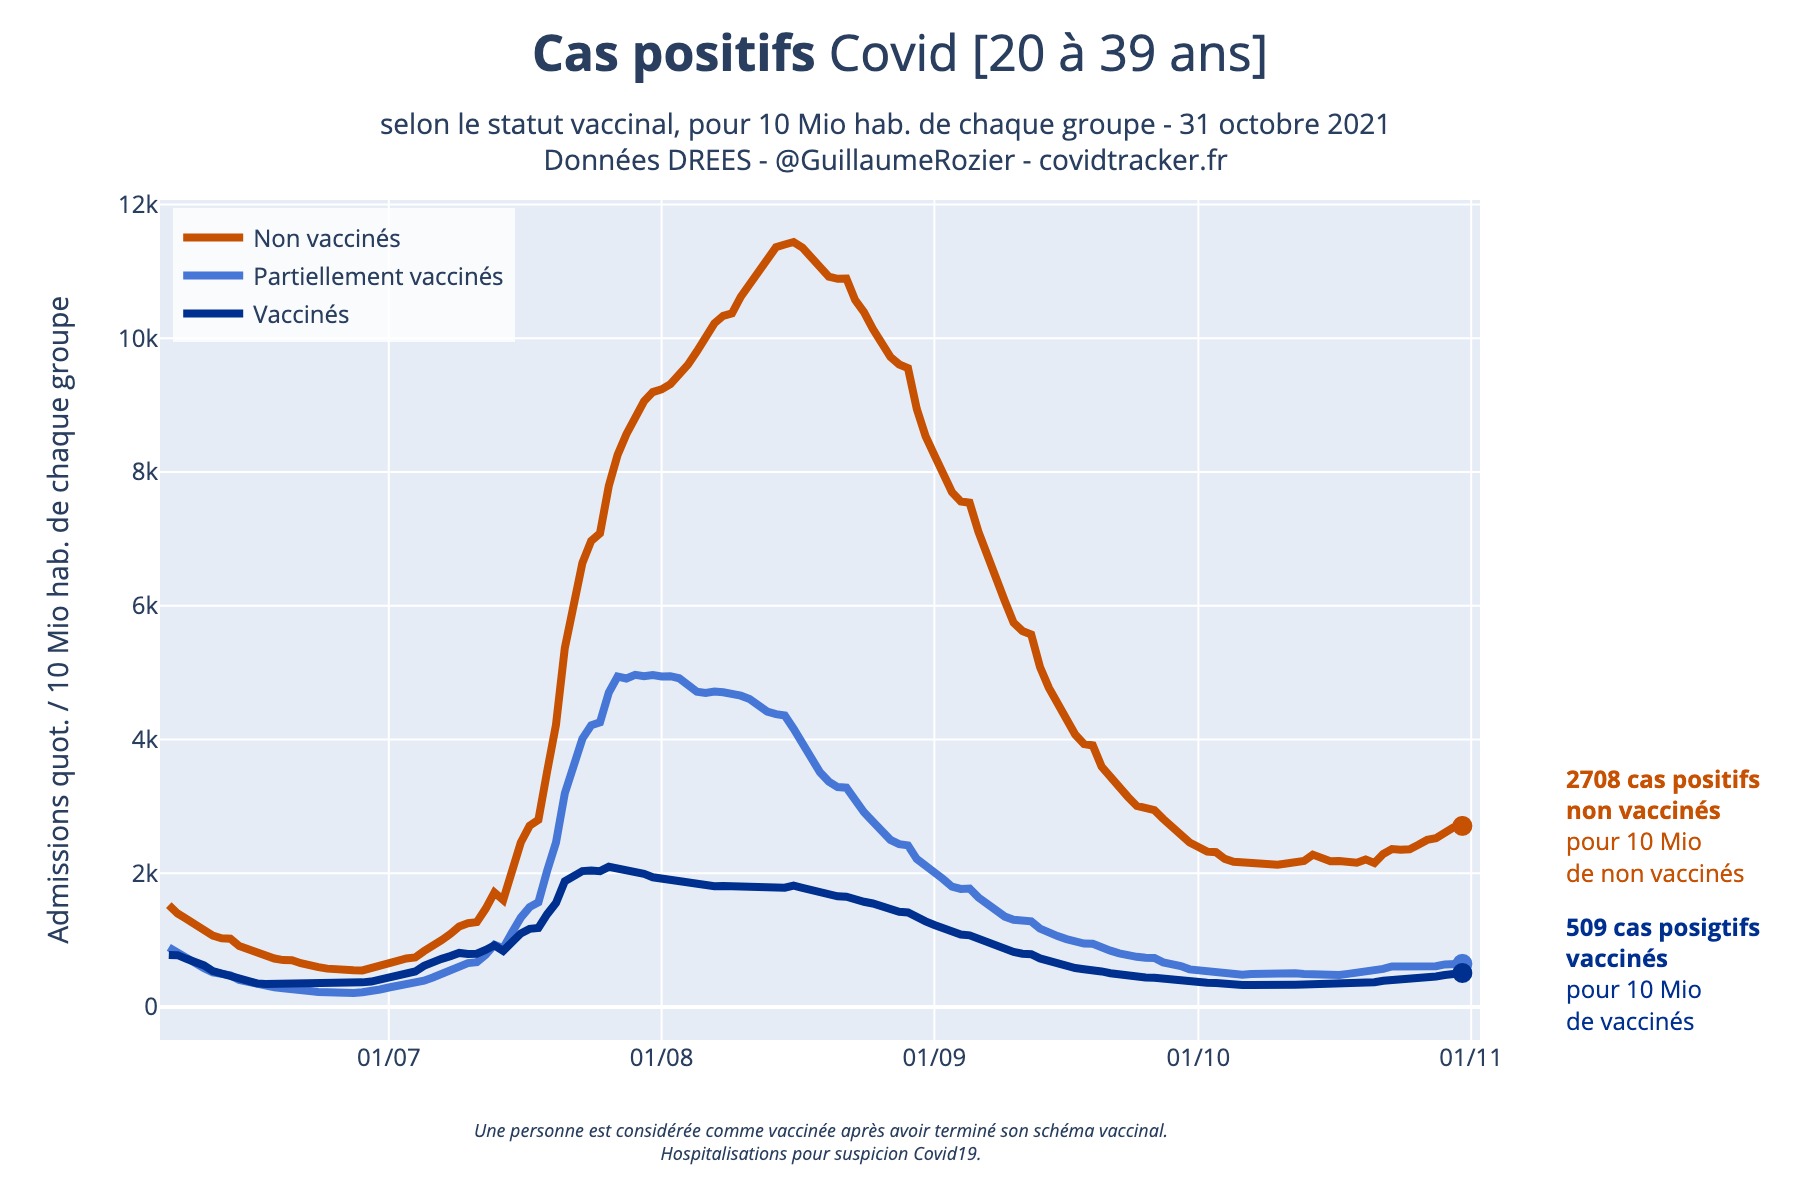 Cas positifs Covid [20 à 39 ans]
selon le statut vaccinal, pour 10 Mio hab. de chaque groupe - 31 octobre 2021
Données DREES - @GuillaumeRozier - covidtracker.fr
Admissions quot. / 10 Mio hab. de chaque groupe
12k
10k
8k
6k
4k
2k
0
Non vaccinés
Partiellement vaccinés
Vaccinés
01/07
01/08
01/09
01/10
01/11
2708 cas positifs
non vaccinés
pour 10 Mio
de non vaccinés
509 cas posigtifs
vaccinés
pour 10 Mio
de vaccinés
Une personne est considérée comme vaccinée après avoir terminé son schéma vaccinal.
Hospitalisations pour suspicion Covid19.